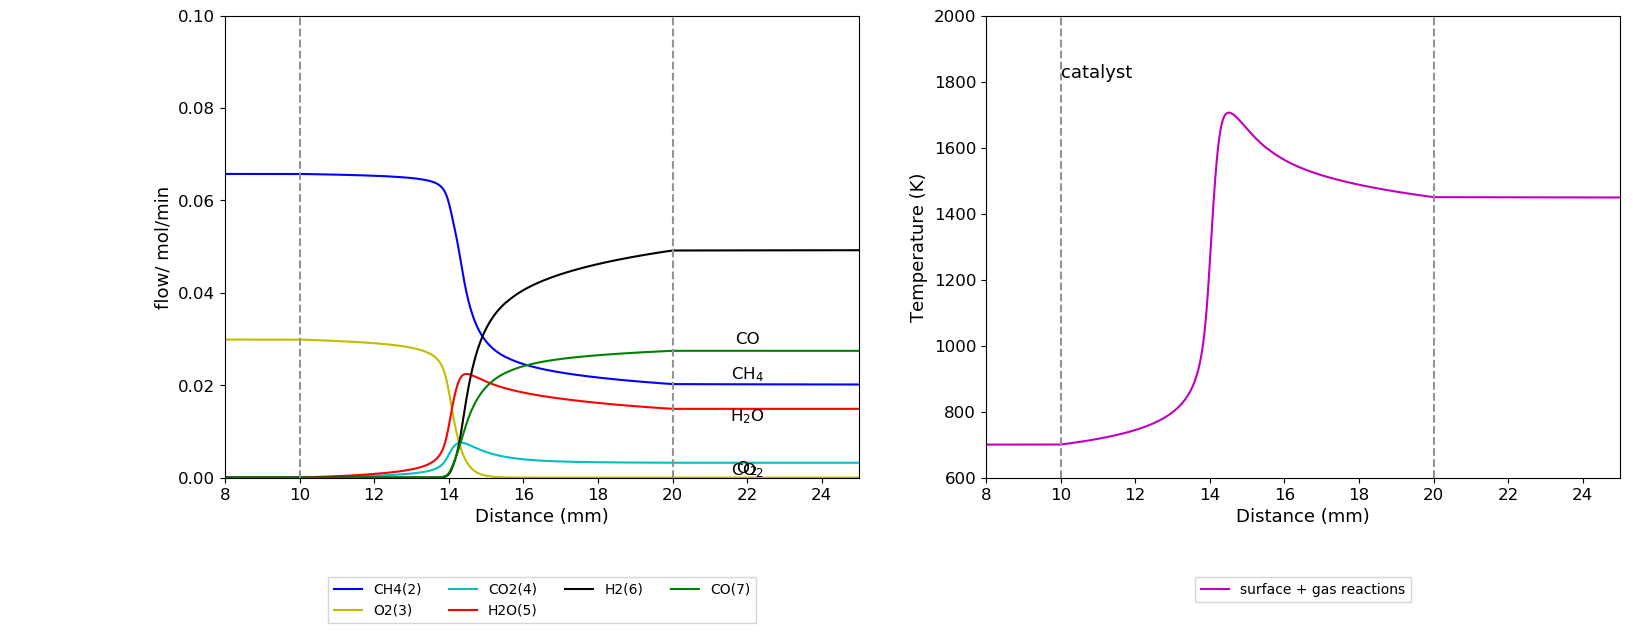 0.10
0.08
0.06
0.04
0.02
0.00
flow/ mol/min
CO
CH₄
H₂O
O₂
CO₂
8 10 12 14 16 18 20 22 24
Distance (mm)
CH4(2) CO2(4) H2(6) CO(7)
O2(3) H2O(5)
2000
1800
1600
1400
1200
1000
800
600
Temperature (K)
catalyst
8 10 12 14 16 18 20 22 24
Distance (mm)
surface + gas reactions